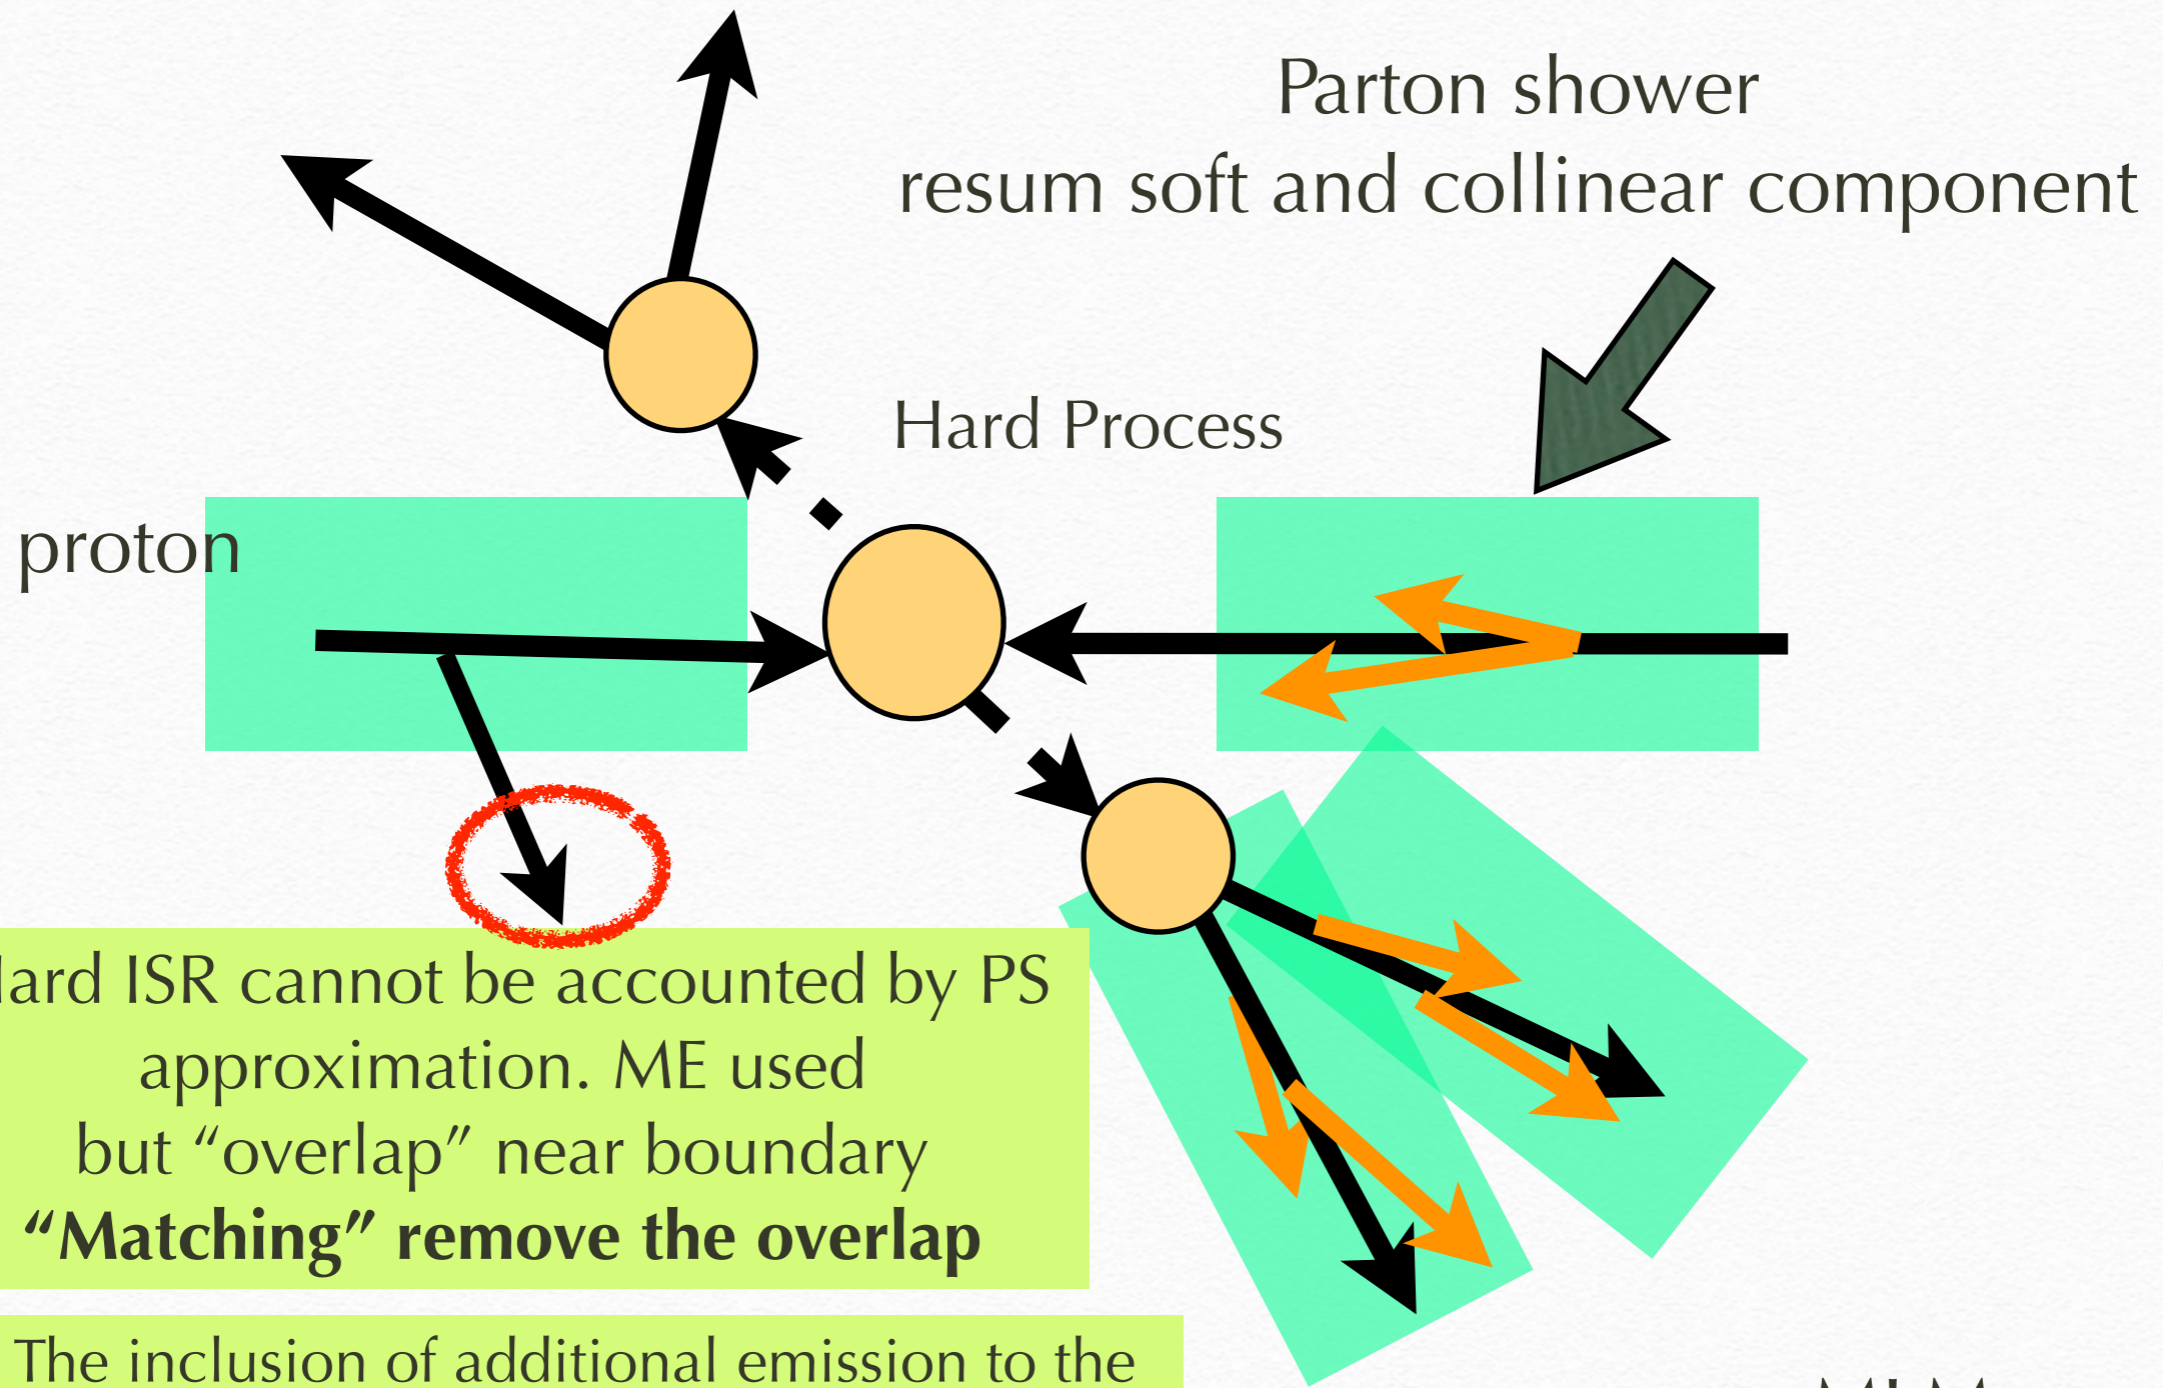 Parton shower
resum soft and collinear component
Hard Process
proton
ard ISR cannot be accounted by PS
approximation. ME used
but “overlap” near boundary
“Matching” remove the overlap
The inclusion of additional emission to the